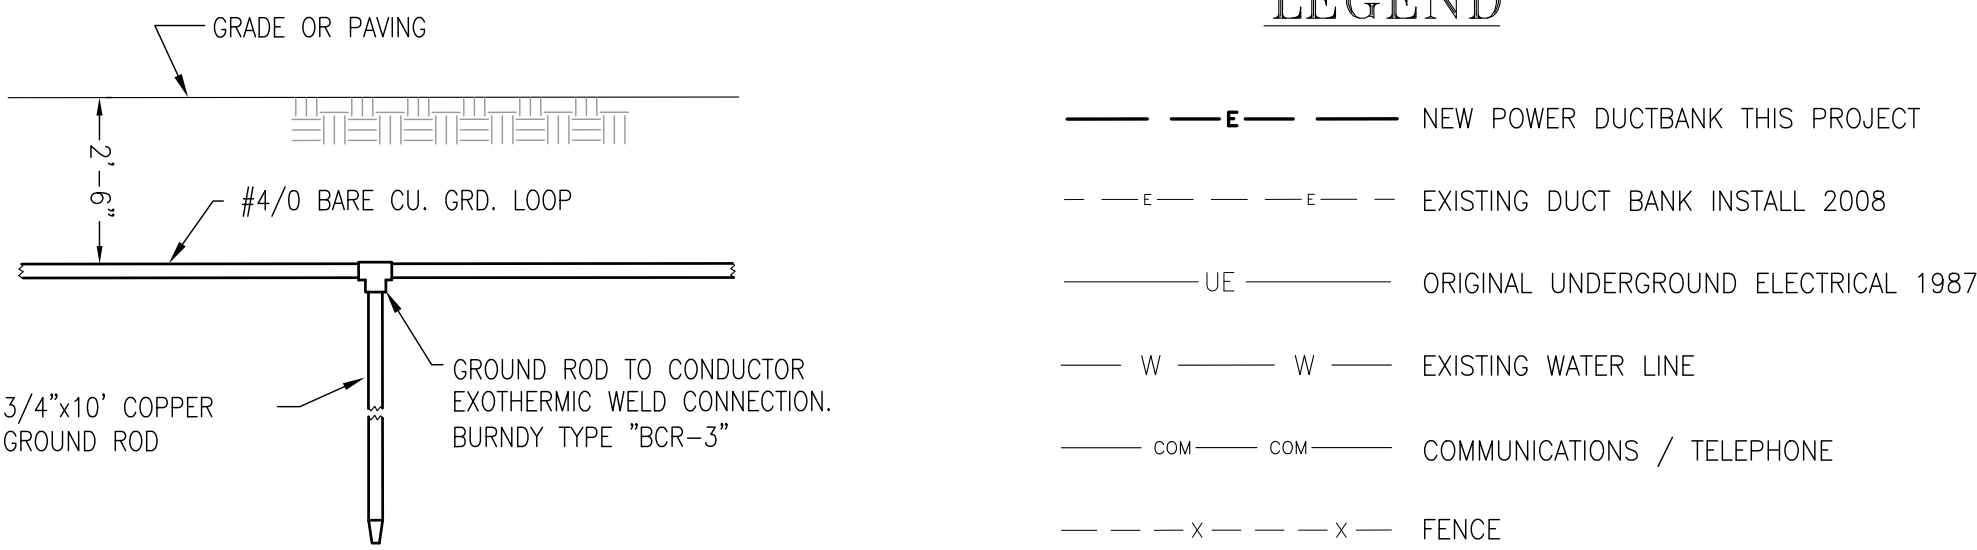 GRADE OR PAVING
2'-6"
#4/0 BARE CU. GRD. LOOP
GROUND ROD TO CONDUCTOR
EXOTHERMIC WELD CONNECTION.
BURNDY TYPE "BCR-3"
3/4"x10' COPPER
GROUND ROD
LEGEND
E NEW POWER DUCTBANK THIS PROJECT
E E EXISTING DUCT BANK INSTALL 2008
UE ORIGINAL UNDERGROUND ELECTRICAL 1987
W W EXISTING WATER LINE
COM COM COMMUNICATIONS / TELEPHONE
X X FENCE